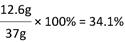 12.6g
37g × 100% = 34.1%